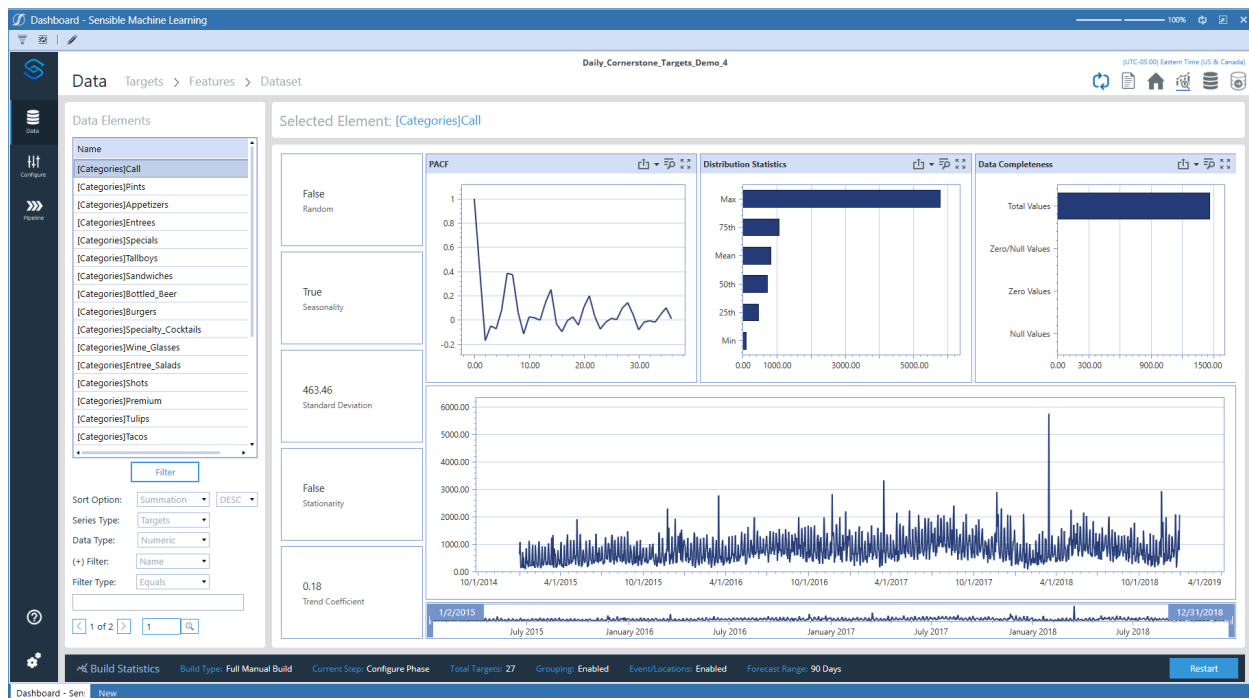 Dashboard - Sensible Machine Learning
100%
Daily_Cornerstone_Targets_Demo_4
(UTC-05:00) Eastern Time (US & Canada)
Data Targets > Features > Dataset
Data
Configure
Pipeline
Data Elements
Name
[Categories]Call
[Categories]Pints
[Categories]Appetizers
[Categories]Entrees
[Categories]Specials
[Categories]Tallboys
[Categories]Sandwiches
[Categories]Bottled_Beer
[Categories]Burgers
[Categories]Specialty_Cocktails
[Categories]Wine_Glasses
[Categories]Entree_Salads
[Categories]Shots
[Categories]Premium
[Categories]Tulips
[Categories]Tacos
Filter
Sort Option: Summation DESC
Series Type: Targets
Data Type: Numeric
(+) Filter: Name
Filter Type: Equals
< 1 of 2 > 1
Selected Element: [Categories]Call
False
Random
True
Seasonality
463.46
Standard Deviation
False
Stationarity
0.18
Trend Coefficient
PACF
1
0.8
0.6
0.4
0.2
0
-0.2
0.00 10.00 20.00 30.00
Distribution Statistics
Max
75th
Mean
50th
25th
Min
0.00 1000.00 3000.00 5000.00
Data Completeness
Total Values
Zero/Null Values
Zero Values
Null Values
0.00 300.00 900.00 1500.00
6000.00
5000.00
4000.00
3000.00
2000.00
1000.00
0.00
10/1/2014 4/1/2015 10/1/2015 4/1/2016 10/1/2016 4/1/2017 10/1/2017 4/1/2018 10/1/2018 4/1/2019
1/2/2015 12/31/2018
July 2015 January 2016 July 2016 January 2017 July 2017 January 2018 July 2018
Build Statistics Build Type: Full Manual Build Current Step: Configure Phase Total Targets: 27 Grouping: Enabled Event/Locations: Enabled Forecast Range: 90 Days Restart
Dashboard - Sen: New